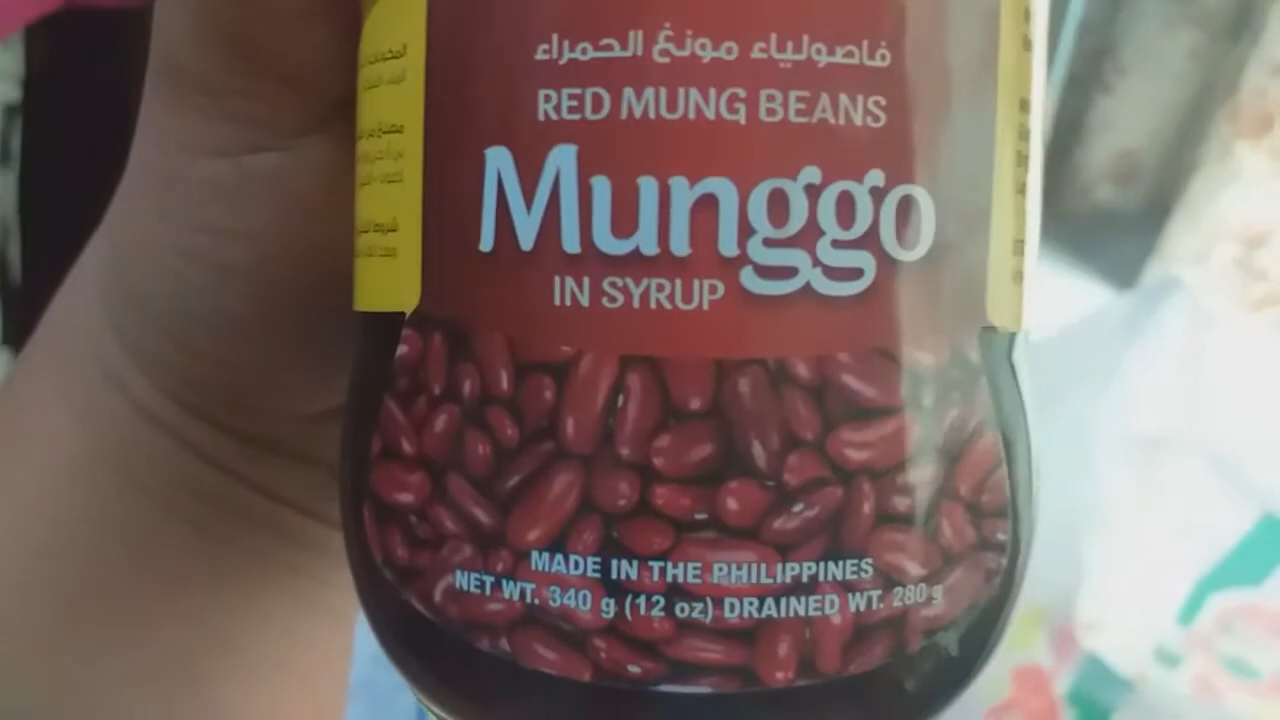 فاصولياء مونغ الحمراء
RED MUNG BEANS
Munggo
IN SYRUP
MADE IN THE PHILIPPINES
NET WT. 340 g (12 oz) DRAINED WT. 280 g